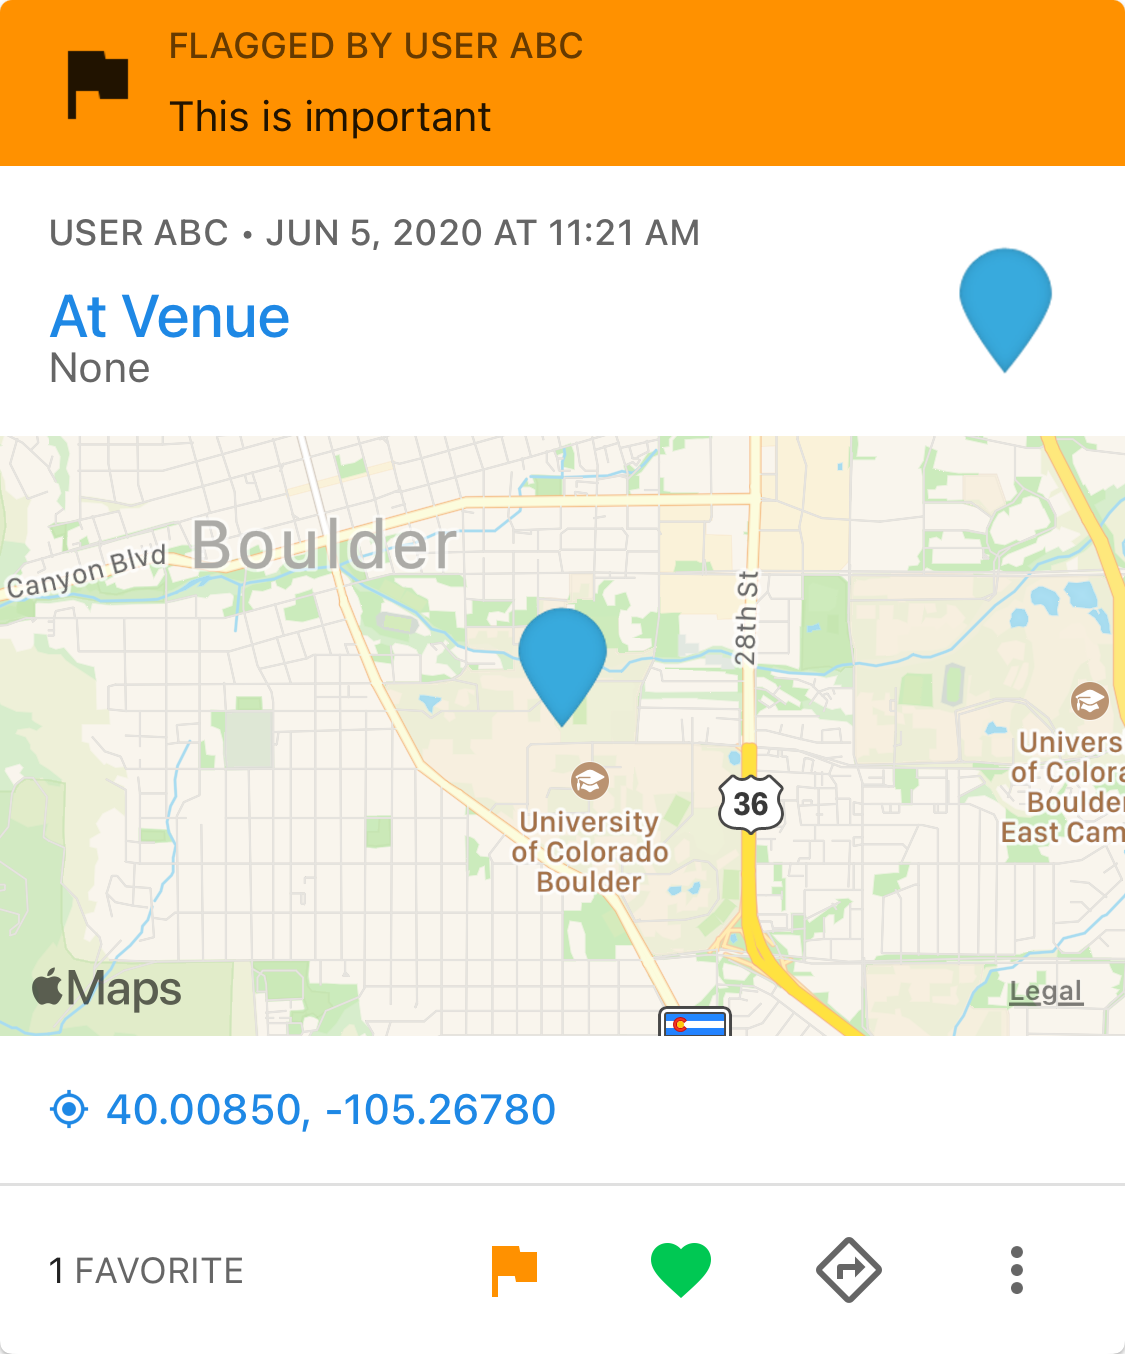 FLAGGED BY USER ABC
This is important
USER ABC • JUN 5, 2020 AT 11:21 AM
At Venue
None
Boulder
Canyon Blvd
28th St
36
University
of Colorado
Boulder
Univers
of Colora
Boulder
East Cam
Maps
Legal
40.00850, -105.26780
1 FAVORITE